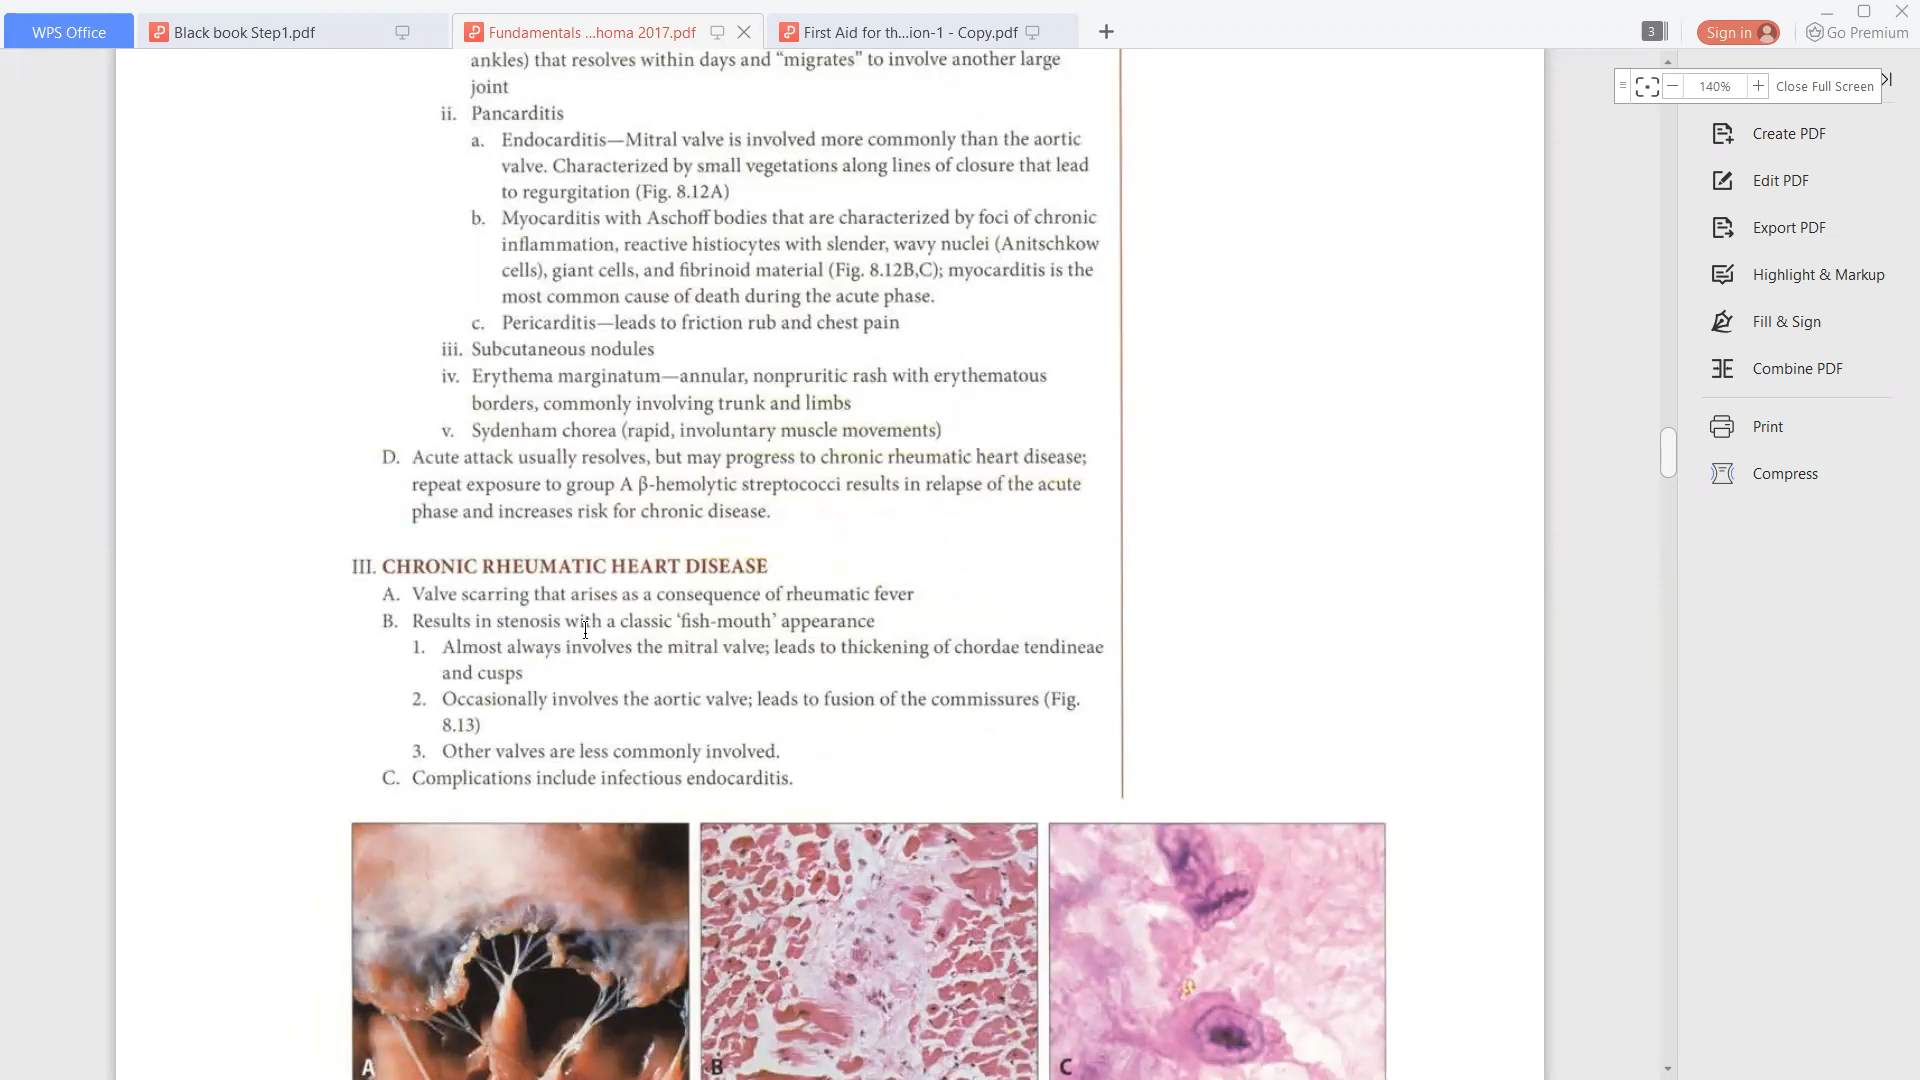 WPS Office
Black book Step1.pdf
Fundamentals ...homa 2017.pdf
First Aid for th...ion-1 - Copy.pdf
3
Sign in
Go Premium
140%
Close Full Screen
Create PDF
Edit PDF
Export PDF
Highlight & Markup
Fill & Sign
Combine PDF
Print
Compress
ankles) that resolves within days and “migrates” to involve another large
joint
ii. Pancarditis
a. Endocarditis—Mitral valve is involved more commonly than the aortic
valve. Characterized by small vegetations along lines of closure that lead
to regurgitation (Fig. 8.12A)
b. Myocarditis with Aschoff bodies that are characterized by foci of chronic
inflammation, reactive histiocytes with slender, wavy nuclei (Anitschkow
cells), giant cells, and fibrinoid material (Fig. 8.12B,C); myocarditis is the
most common cause of death during the acute phase.
c. Pericarditis—leads to friction rub and chest pain
iii. Subcutaneous nodules
iv. Erythema marginatum—annular, nonpruritic rash with erythematous
borders, commonly involving trunk and limbs
v. Sydenham chorea (rapid, involuntary muscle movements)
D. Acute attack usually resolves, but may progress to chronic rheumatic heart disease;
repeat exposure to group A β-hemolytic streptococci results in relapse of the acute
phase and increases risk for chronic disease.
III. CHRONIC RHEUMATIC HEART DISEASE
A. Valve scarring that arises as a consequence of rheumatic fever
B. Results in stenosis with a classic ‘fish-mouth’ appearance
1. Almost always involves the mitral valve; leads to thickening of chordae tendineae
and cusps
2. Occasionally involves the aortic valve; leads to fusion of the commissures (Fig.
8.13)
3. Other valves are less commonly involved.
C. Complications include infectious endocarditis.
A
B
C